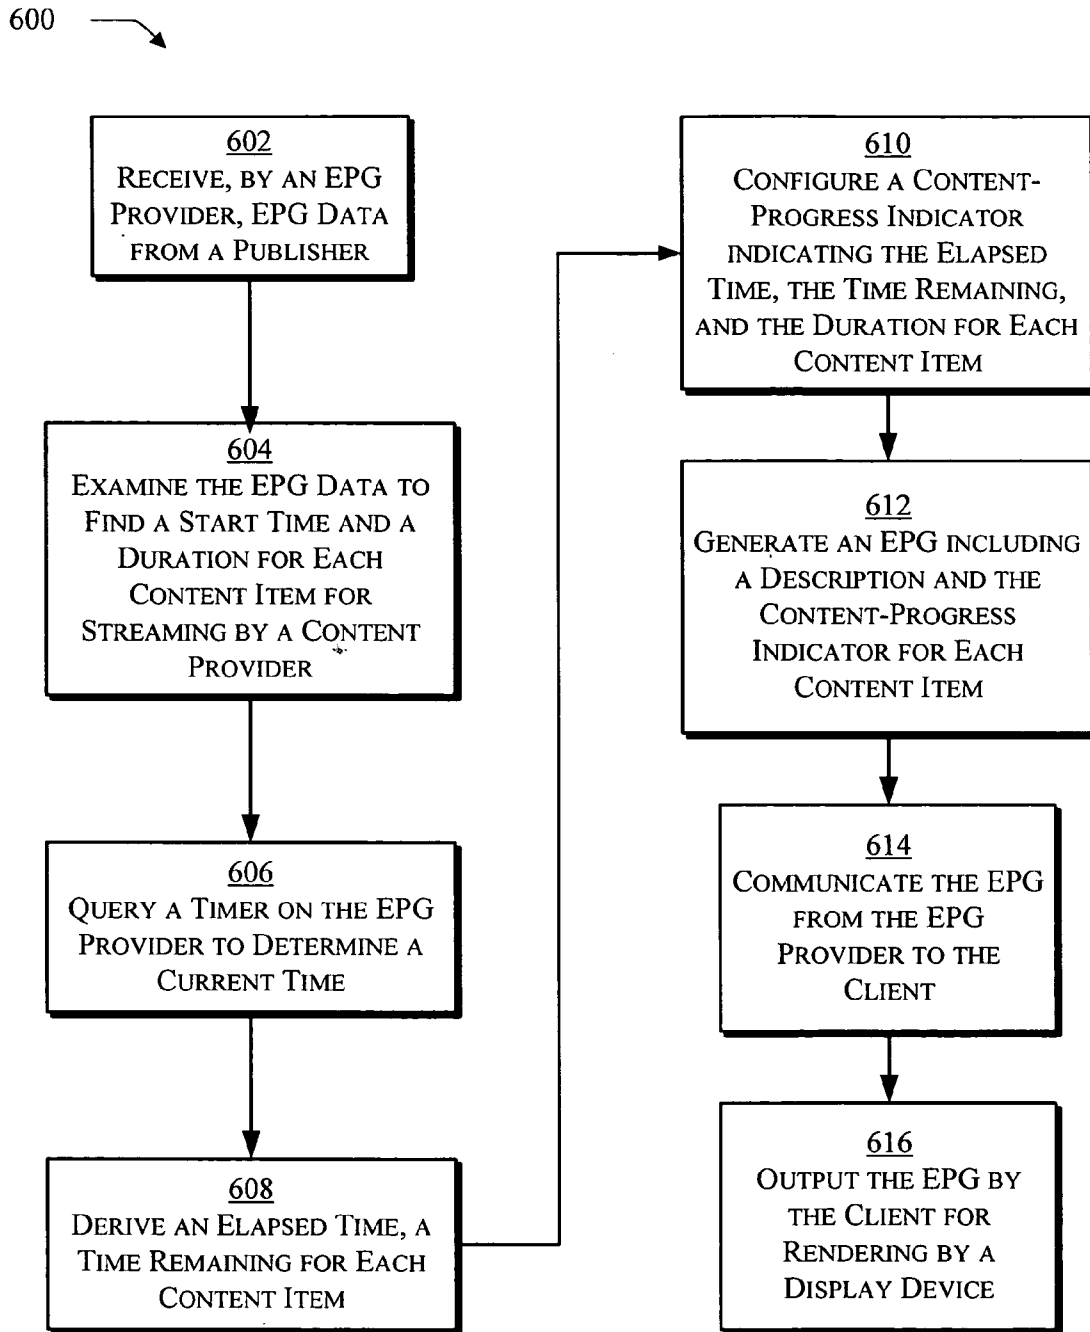 600
602
RECEIVE, BY AN EPG
PROVIDER, EPG DATA
FROM A PUBLISHER
604
EXAMINE THE EPG DATA TO
FIND A START TIME AND A
DURATION FOR EACH
CONTENT ITEM FOR
STREAMING BY A CONTENT
PROVIDER
606
QUERY A TIMER ON THE EPG
PROVIDER TO DETERMINE A
CURRENT TIME
608
DERIVE AN ELAPSED TIME, A
TIME REMAINING FOR EACH
CONTENT ITEM
610
CONFIGURE A CONTENT-
PROGRESS INDICATOR
INDICATING THE ELAPSED
TIME, THE TIME REMAINING,
AND THE DURATION FOR EACH
CONTENT ITEM
612
GENERATE AN EPG INCLUDING
A DESCRIPTION AND THE
CONTENT-PROGRESS
INDICATOR FOR EACH
CONTENT ITEM
614
COMMUNICATE THE EPG
FROM THE EPG
PROVIDER TO THE
CLIENT
616
OUTPUT THE EPG BY
THE CLIENT FOR
RENDERING BY A
DISPLAY DEVICE